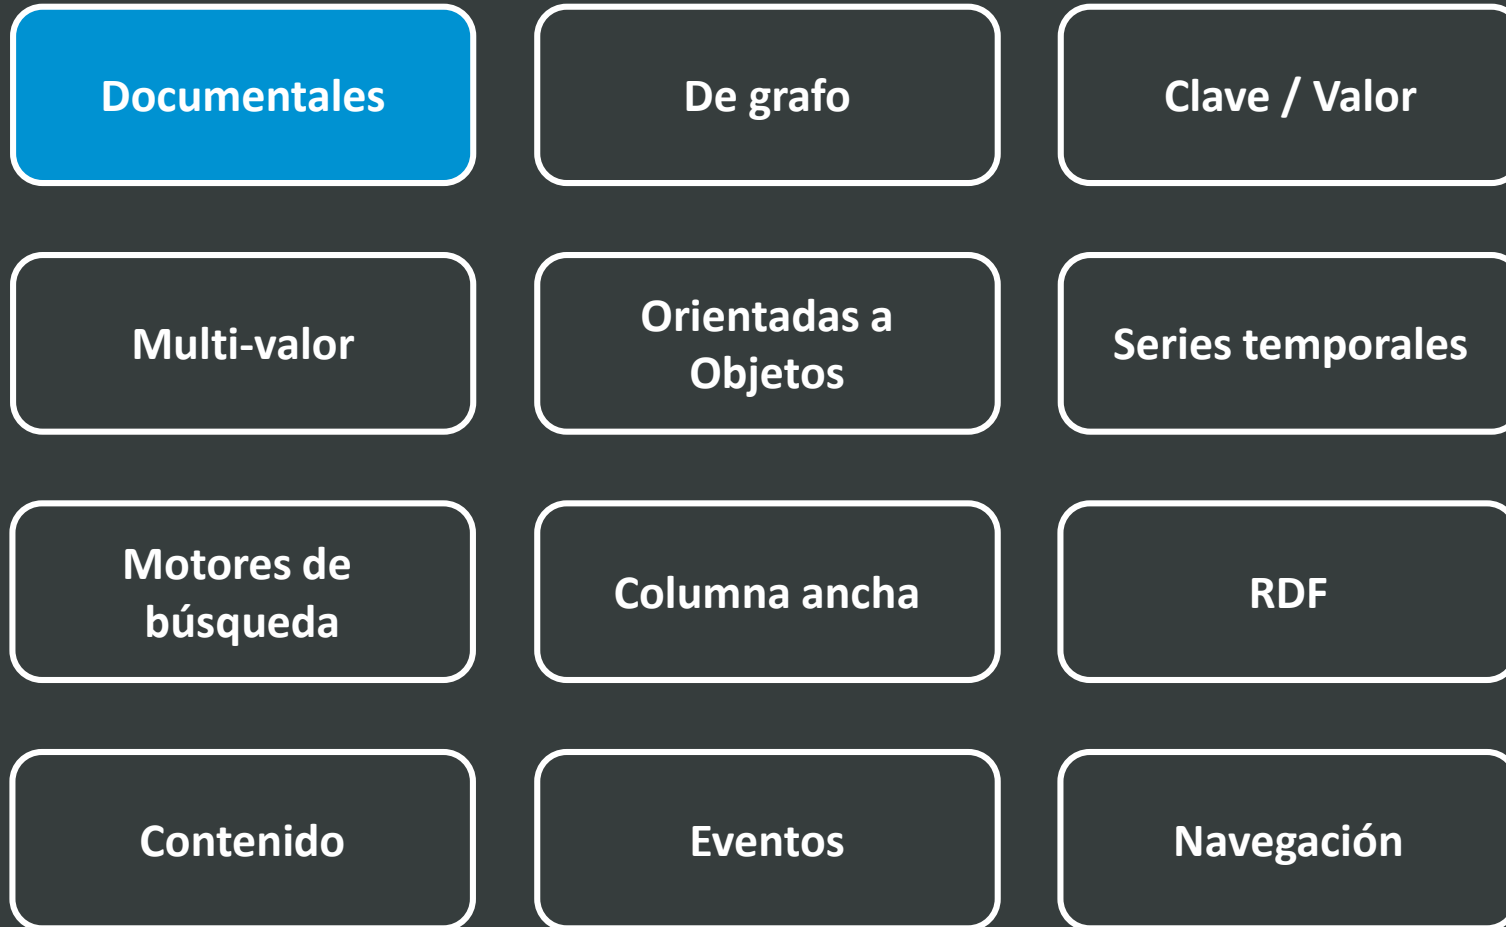 Documentales
De grafo
Clave / Valor
Multi-valor
Orientadas a
Objetos
Series temporales
Motores de
búsqueda
Columna ancha
RDF
Contenido
Eventos
Navegación